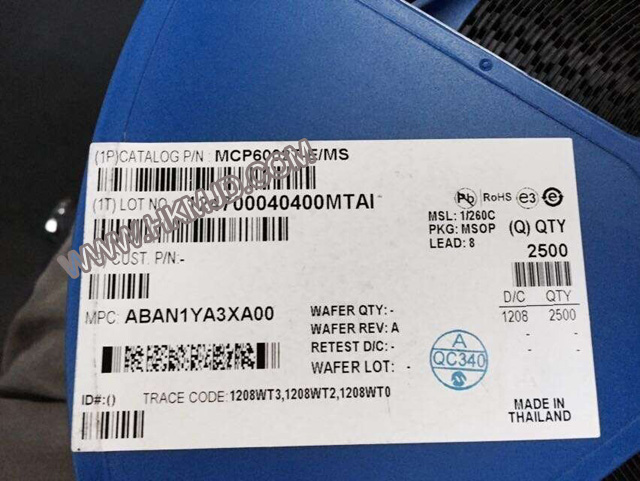 (1P)CATALOG P/N : /MS
(1T) LOT NO
Pb RoHS e3 e
MSL: 1/260C
PKG: MSOP
LEAD: 8
(Q) QTY
2500
CUST. P/N:-
D/C QTY
1208 2500
- -
- -
MPC: ABAN1YA3XA00
WAFER QTY: -
WAFER REV: A
RETEST D/C: -
WAFER LOT: -
A
QC340
ID#:()
TRACE CODE: 1208WT3,1208WT2,1208WT0
MADE IN
THAILAND